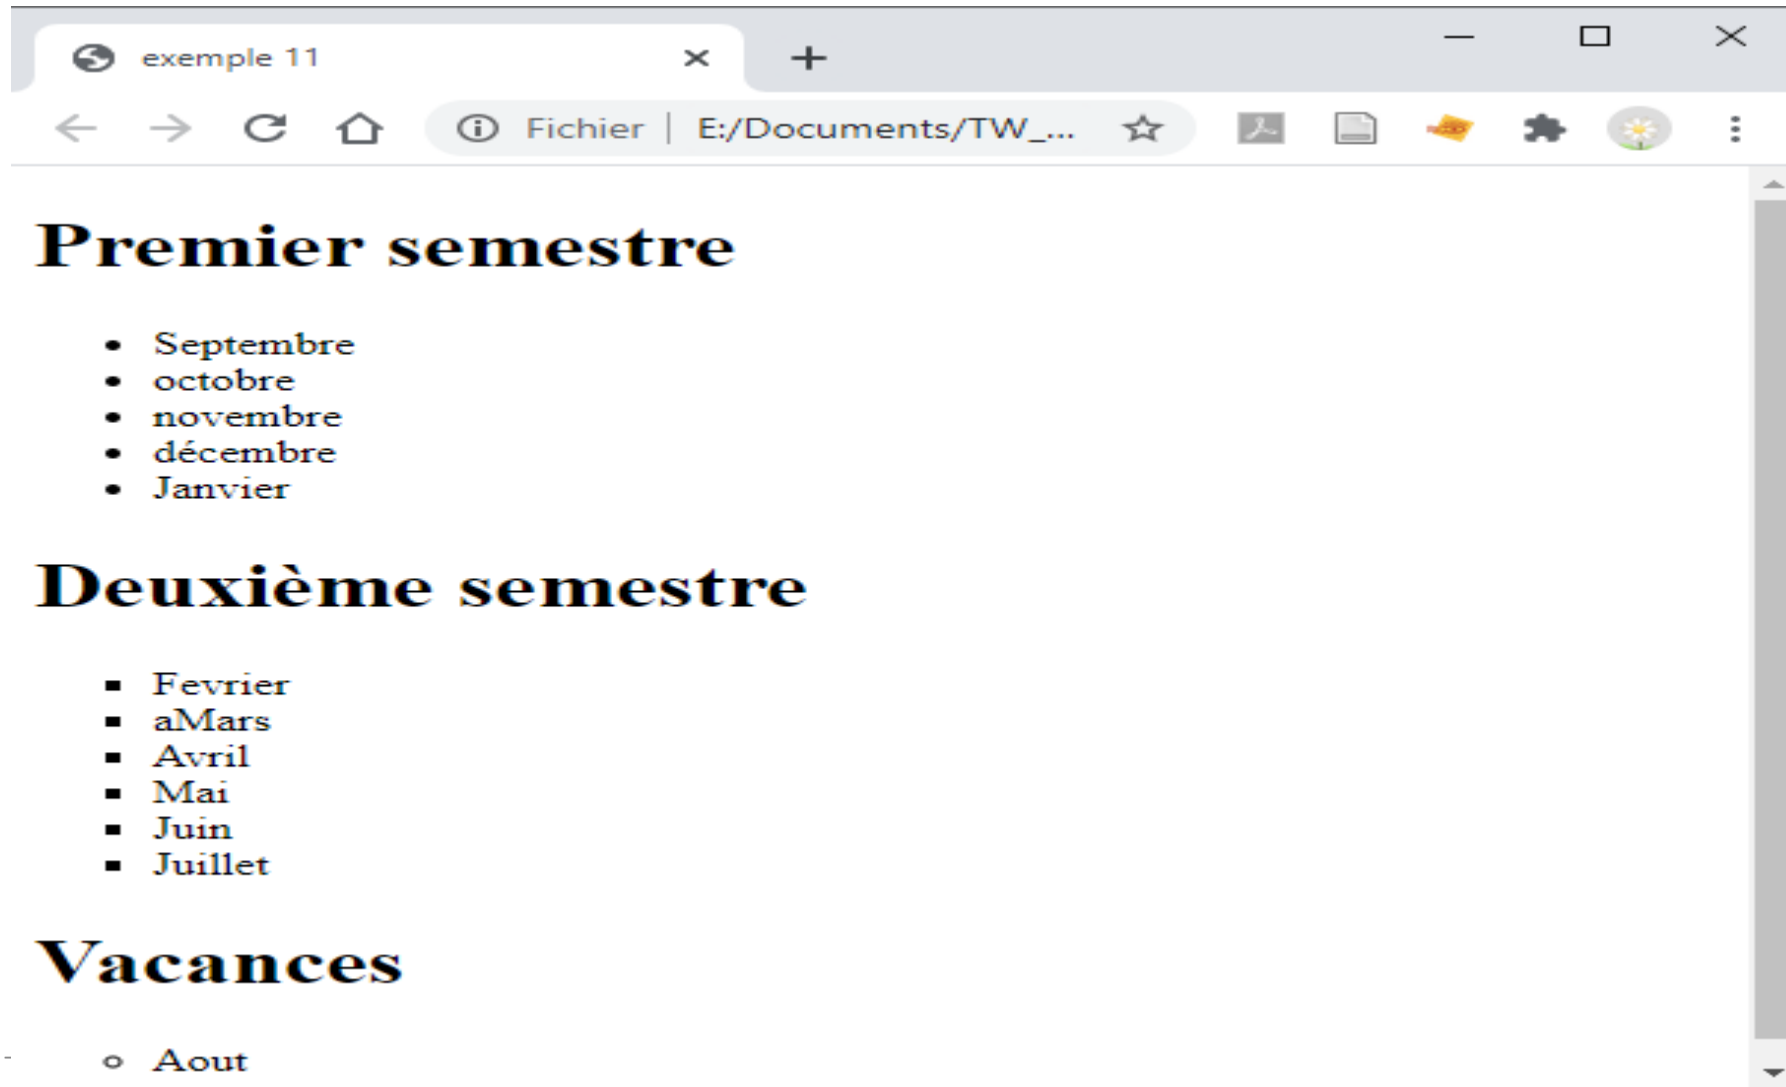 exemple 11
Fichier | E:/Documents/TW_...
Premier semestre
Septembre
octobre
novembre
décembre
Janvier
Deuxième semestre
Fevrier
aMars
Avril
Mai
Juin
Juillet
Vacances
Aout